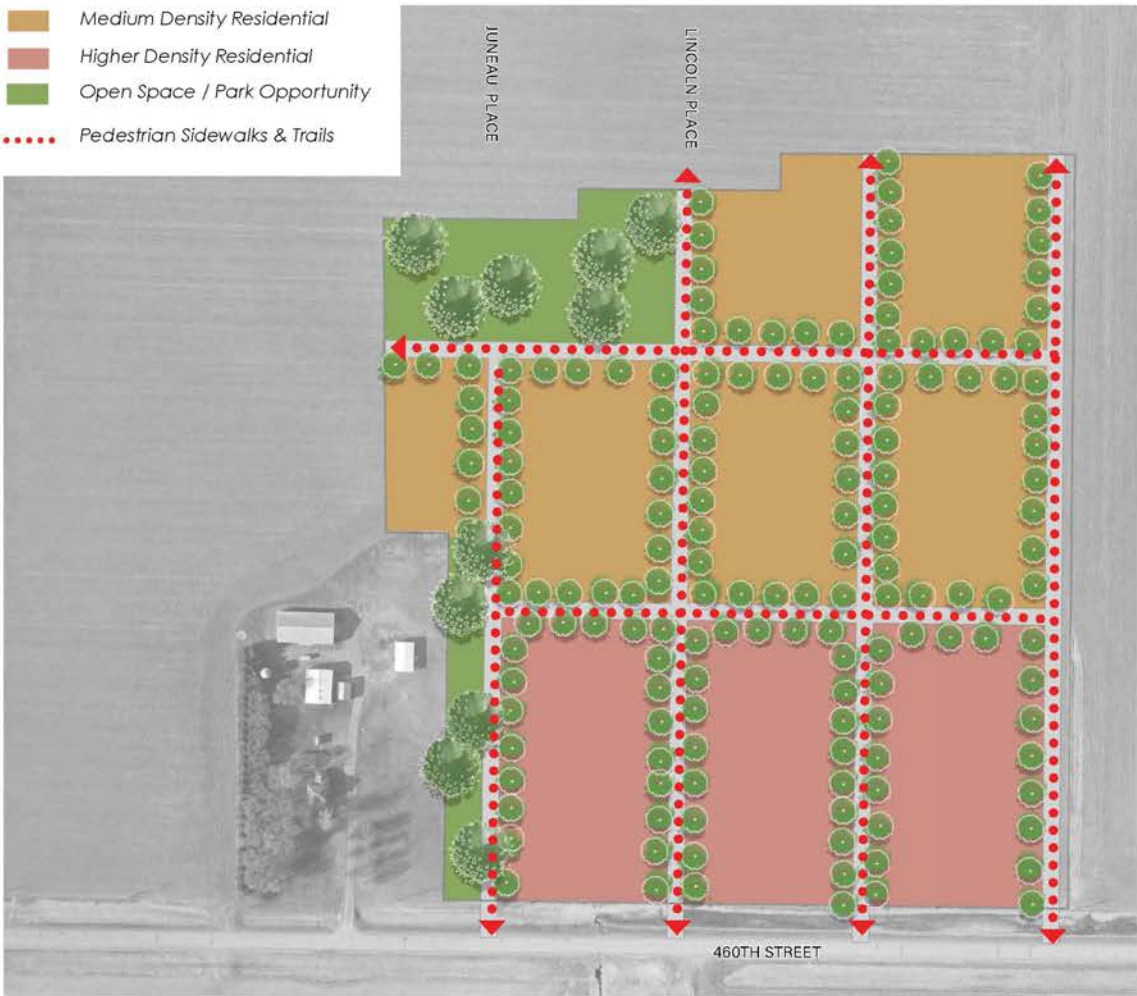 Medium Density Residential
Higher Density Residential
Open Space / Park Opportunity
Pedestrian Sidewalks & Trails
JUNEAU PLACE
LINCOLN PLACE
460TH STREET